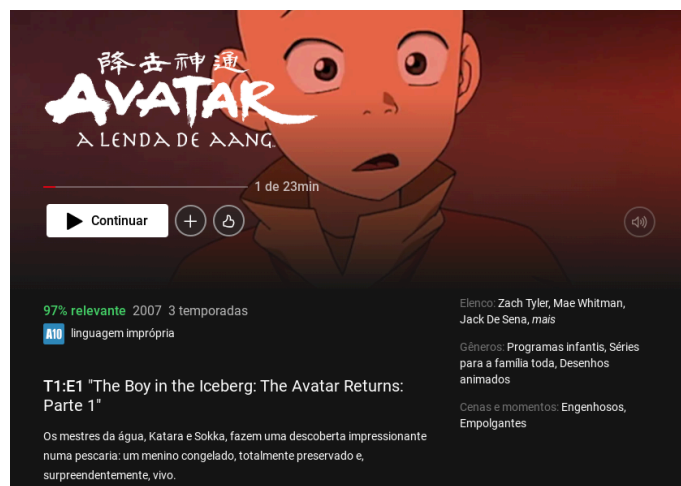 降去神通
AVATAR
A LENDA DE AANG
1 de 23min
Continuar
97% relevante 2007 3 temporadas
A10 linguagem imprópria
T1:E1 "The Boy in the Iceberg: The Avatar Returns:
Parte 1"
Os mestres da água, Katara e Sokka, fazem uma descoberta impressionante
numa pescaria: um menino congelado, totalmente preservado e,
surpreendentemente, vivo.
Elenco: Zach Tyler, Mae Whitman,
Jack De Sena, mais
Gêneros: Programas infantis, Séries
para a família toda, Desenhos
animados
Cenas e momentos: Engenhosos,
Empolgantes